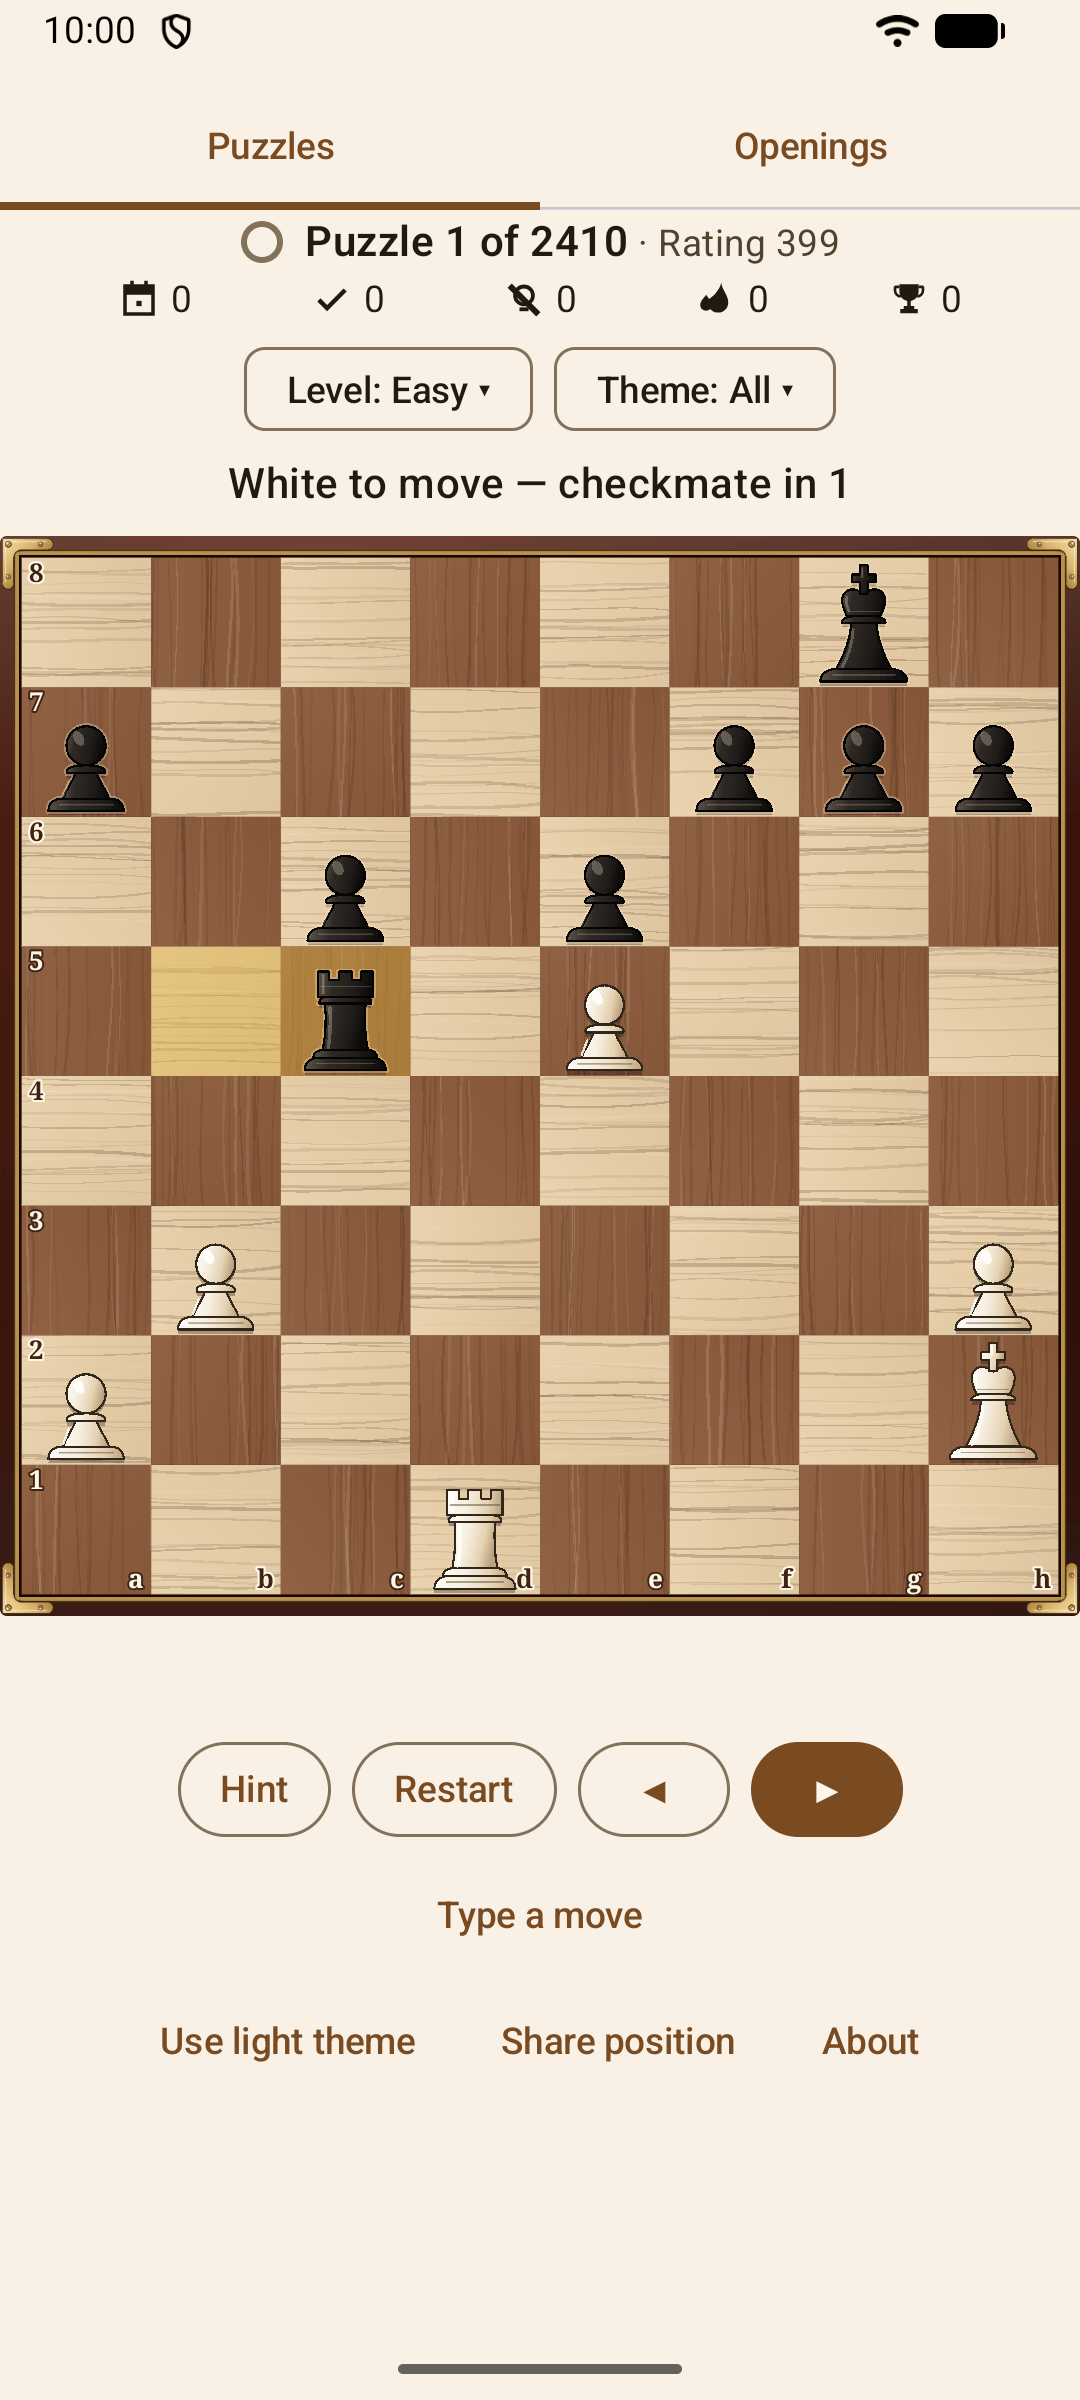 10:00
Puzzles Openings
Puzzle 1 of 2410 · Rating 399
0 0 0 0 0
Level: Easy ▾ Theme: All ▾
White to move — checkmate in 1
8
7
6
5
4
3
2
1
a b c d e f g h
Hint Restart ◀ ▶
Type a move
Use light theme Share position About